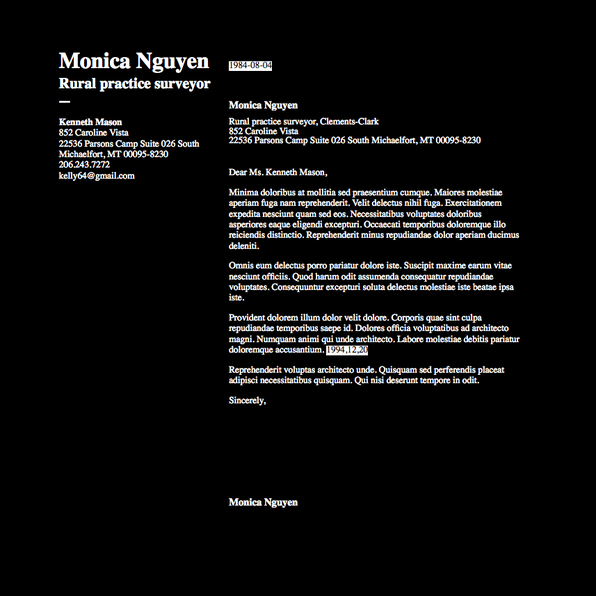 Monica Nguyen
Rural practice surveyor
Kenneth Mason
852 Caroline Vista
22536 Parsons Camp Suite 026 South
Michaelfort, MT 00095-8230
206.243.7272
kelly64@gmail.com
1984-08-04
Monica Nguyen
Rural practice surveyor, Clements-Clark
852 Caroline Vista
22536 Parsons Camp Suite 026 South Michaelfort, MT 00095-8230
Dear Ms. Kenneth Mason,
Minima doloribus at mollitia sed praesentium cumque. Maiores molestiae
aperiam fuga nam reprehenderit. Velit delectus nihil fuga. Exercitationem
expedita nesciunt quam sed eos. Necessitatibus voluptates doloribus
asperiores eaque eligendi excepturi. Occaecati temporibus doloremque illo
reiciendis distinctio. Reprehenderit minus repudiandae dolor aperiam ducimus
deleniti.
Omnis eum delectus porro pariatur dolore iste. Suscipit maxime earum vitae
nesciunt officiis. Quod harum odit assumenda consequatur repudiandae
voluptates. Consequuntur excepturi soluta delectus molestiae iste beatae ipsa
iste.
Provident dolorem illum dolor velit dolore. Corporis quae sint culpa
repudiandae temporibus saepe id. Dolores officia voluptatibus ad architecto
magni. Numquam animi qui unde architecto. Labore molestiae debitis pariatur
doloremque accusantium. 1994,12,20
Reprehenderit voluptas architecto unde. Quisquam sed perferendis placeat
adipisci necessitatibus quisquam. Qui nisi deserunt tempore in odit.
Sincerely,
Monica Nguyen